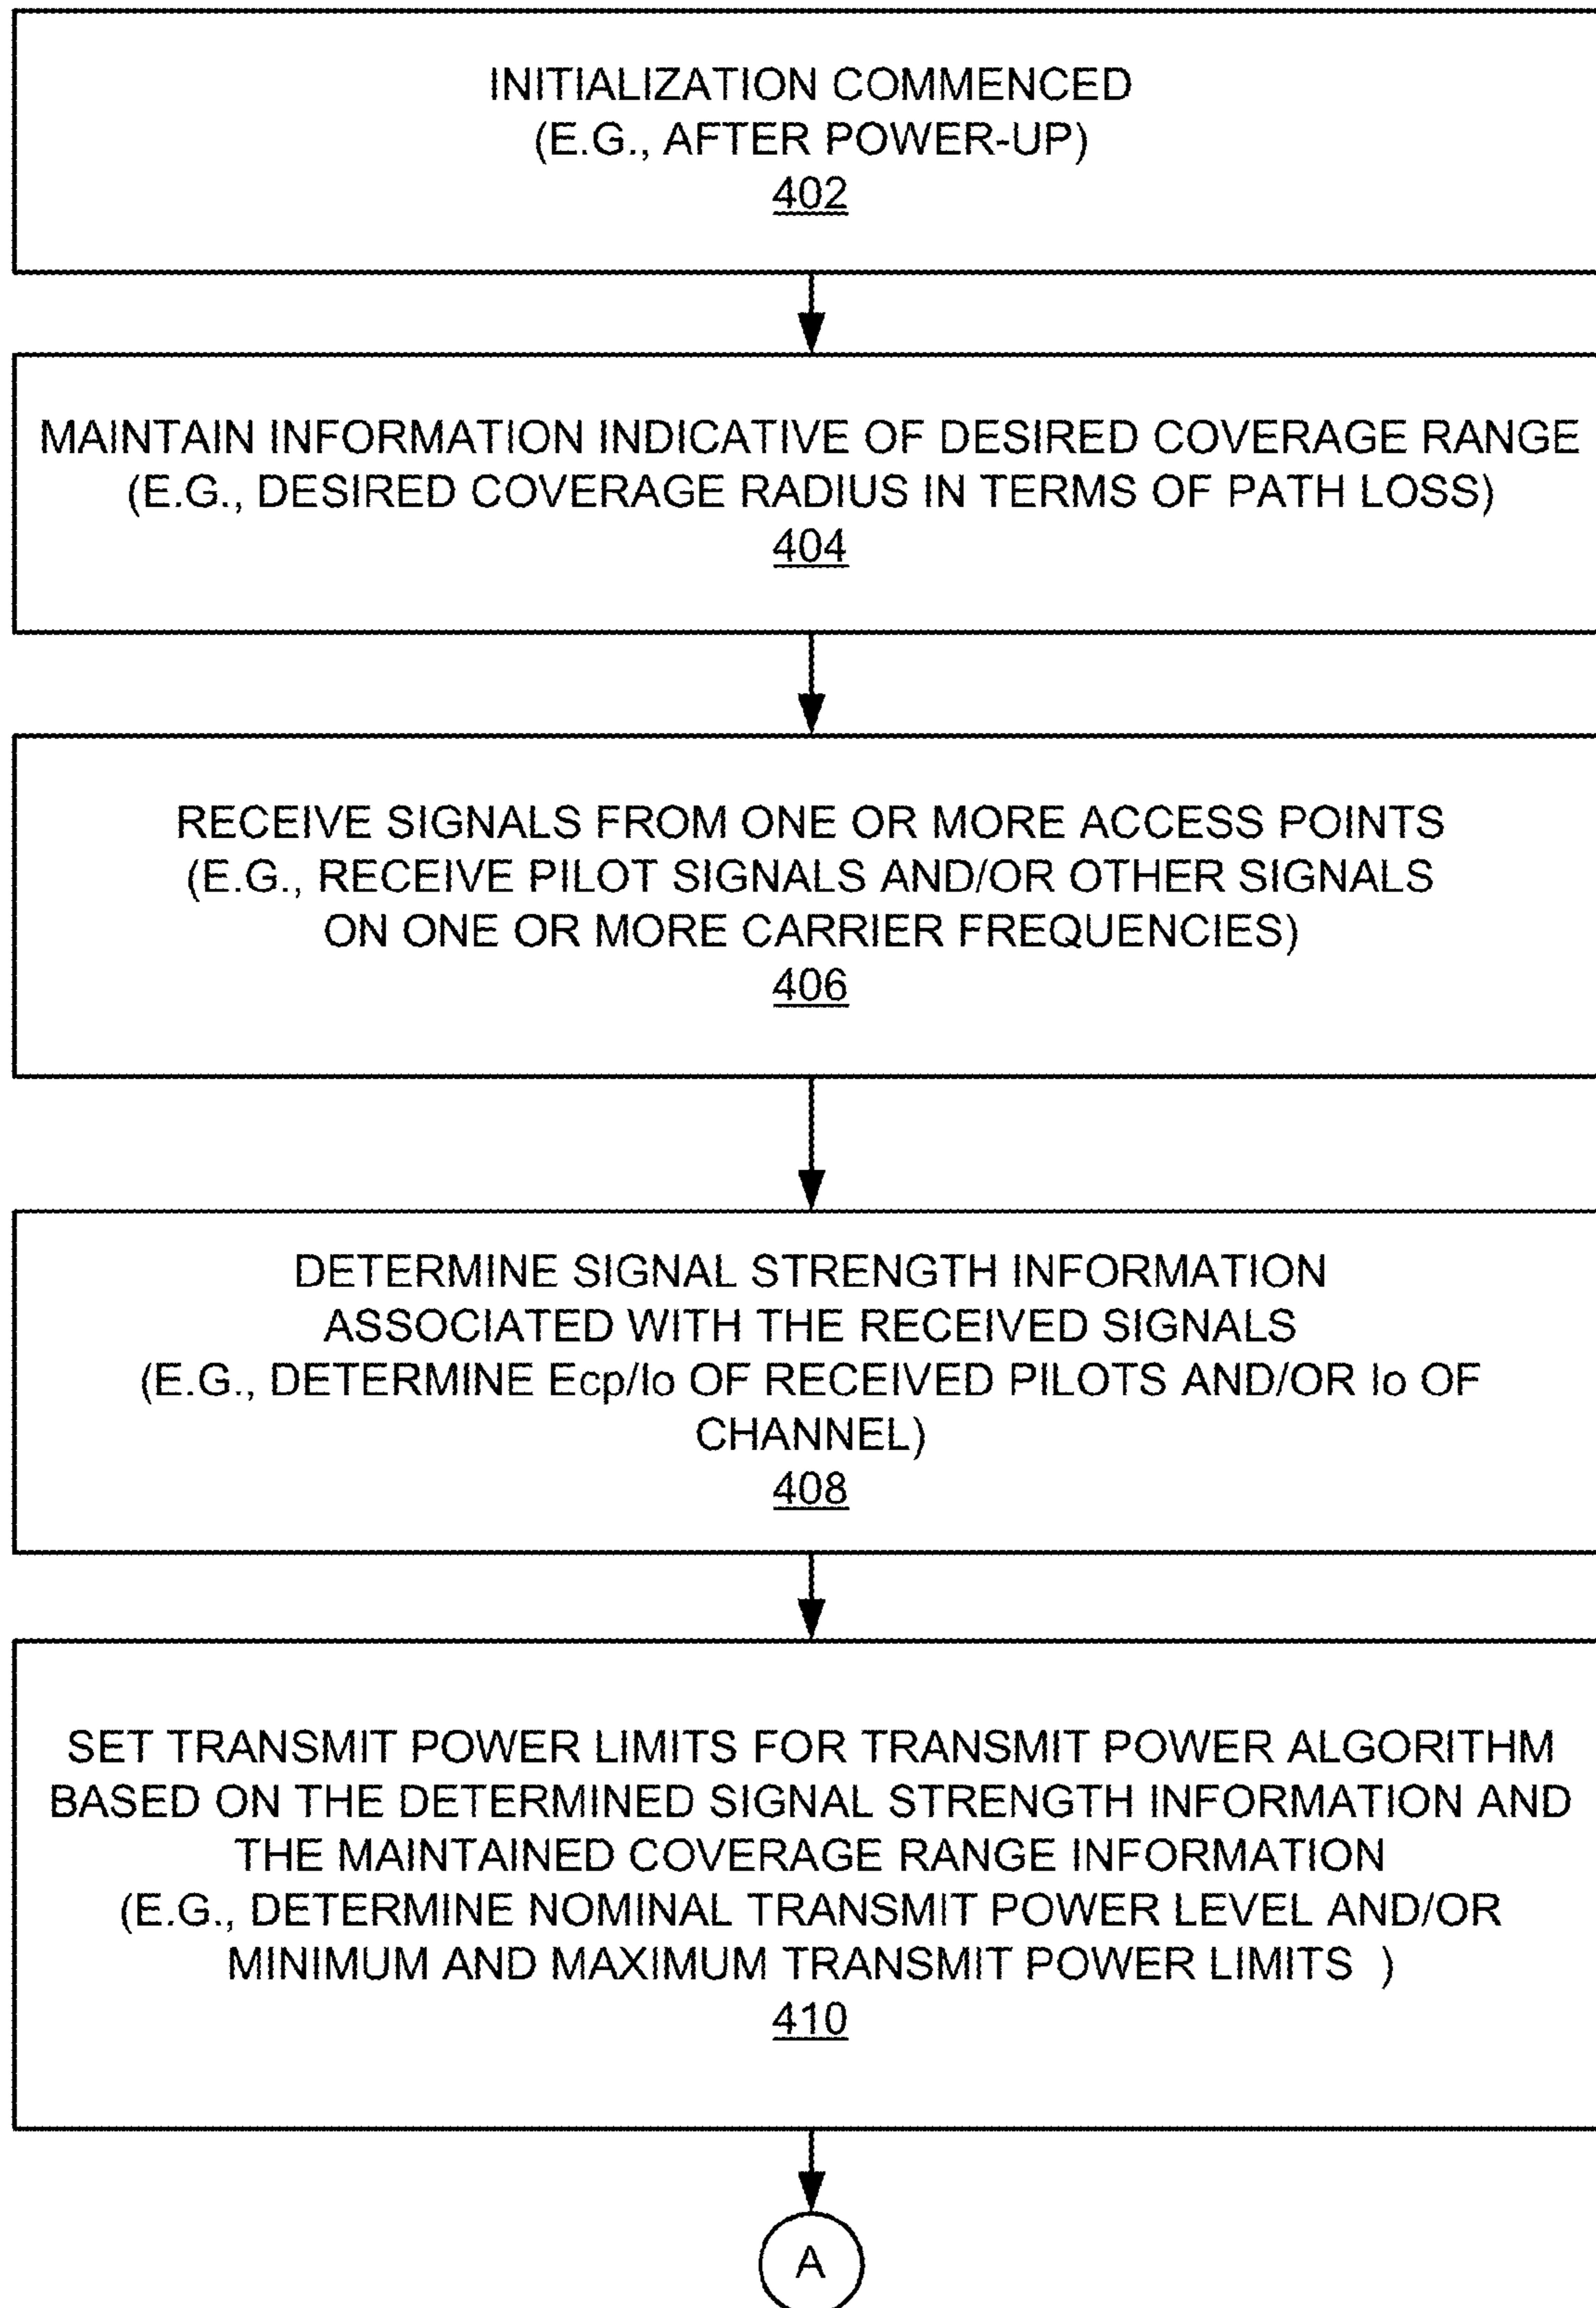 INITIALIZATION COMMENCED
(E.G., AFTER POWER-UP)
402
MAINTAIN INFORMATION INDICATIVE OF DESIRED COVERAGE RANGE
(E.G., DESIRED COVERAGE RADIUS IN TERMS OF PATH LOSS)
404
RECEIVE SIGNALS FROM ONE OR MORE ACCESS POINTS
(E.G., RECEIVE PILOT SIGNALS AND/OR OTHER SIGNALS
ON ONE OR MORE CARRIER FREQUENCIES)
406
DETERMINE SIGNAL STRENGTH INFORMATION
ASSOCIATED WITH THE RECEIVED SIGNALS
(E.G., DETERMINE Ecp/Io OF RECEIVED PILOTS AND/OR Io OF
CHANNEL)
408
SET TRANSMIT POWER LIMITS FOR TRANSMIT POWER ALGORITHM
BASED ON THE DETERMINED SIGNAL STRENGTH INFORMATION AND
THE MAINTAINED COVERAGE RANGE INFORMATION
(E.G., DETERMINE NOMINAL TRANSMIT POWER LEVEL AND/OR
MINIMUM AND MAXIMUM TRANSMIT POWER LIMITS )
410
A